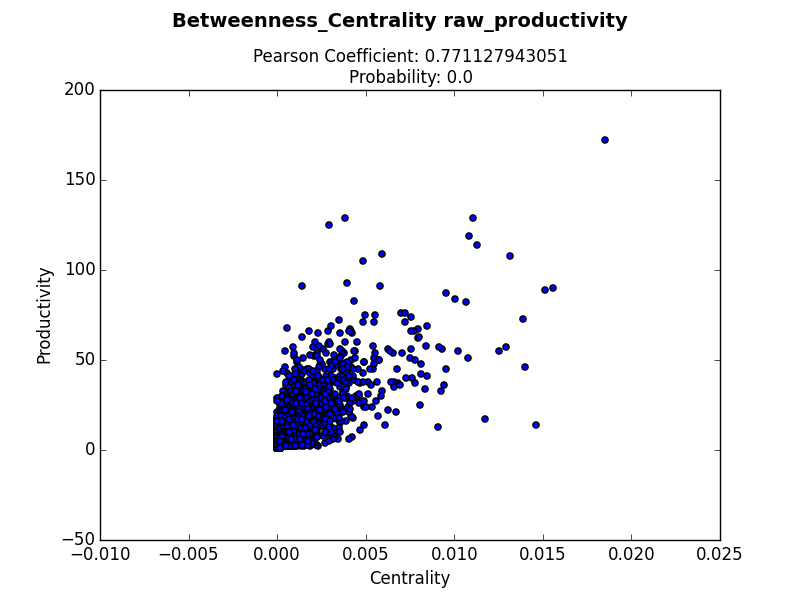 Betweenness_Centrality raw_productivity
Pearson Coefficient: 0.771127943051
Probability: 0.0
200
150
100
50
0
−50
Productivity
−0.010 −0.005 0.000 0.005 0.010 0.015 0.020 0.025
Centrality